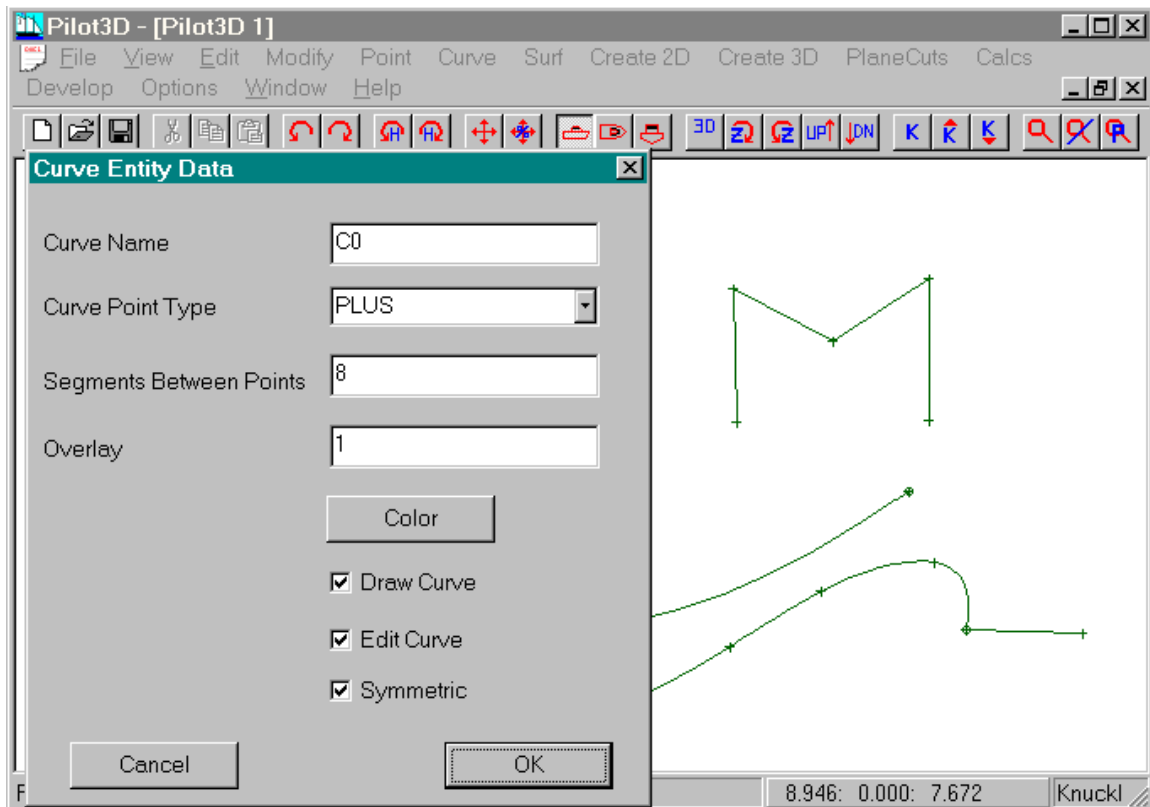 Pilot3D - [Pilot3D 1]
File View Edit Modify Point Curve Surf Create 2D Create 3D PlaneCuts Calcs
Develop Options Window Help
H H % 3D Z Z UP DN K K K P
Curve Entity Data
Curve Name C0
Curve Point Type PLUS
Segments Between Points 8
Overlay 1
Color
Draw Curve
Edit Curve
Symmetric
Cancel OK
F 8.946: 0.000: 7.672 Knuckl